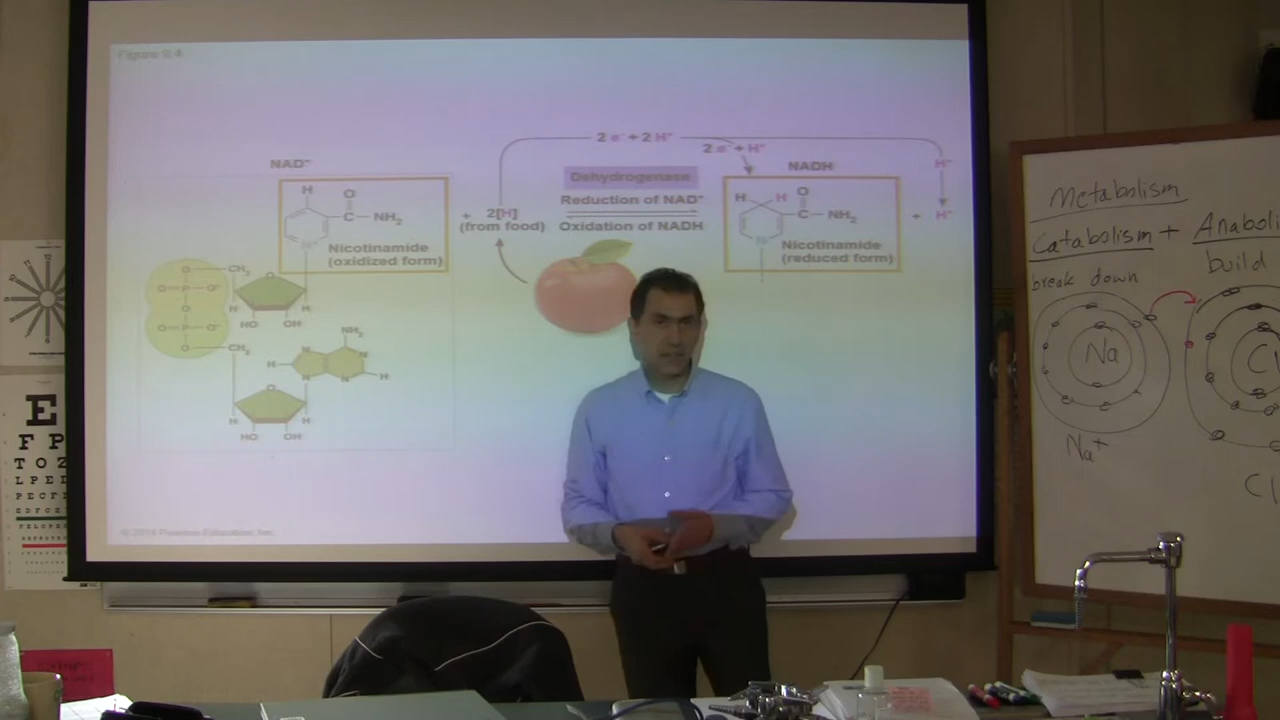 Figure 9.4
2 e⁻ + 2 H⁺
2 e⁻ + H⁺
NAD⁺
Dehydrogenase
NADH
H⁺
H
O
C
NH₂
Nicotinamide
(oxidized form)
+ 2[H]
(from food)
Reduction of NAD⁺
Oxidation of NADH
H
H
O
C
NH₂
N
Nicotinamide
(reduced form)
+ H⁺
O
CH₂
O
O
P
O⁻
H
H
O
HO
OH
O
P
O⁻
O
CH₂
NH₂
N
N
H
N
N
H
O
H
H
HO
OH
© 2014 Pearson Education, Inc.
Metabolism
Catabolism + Anaboli
break down
build
Na
Cl
Na⁺
Cl
E
F P
T O Z
L P E D
P E C F
E D F C